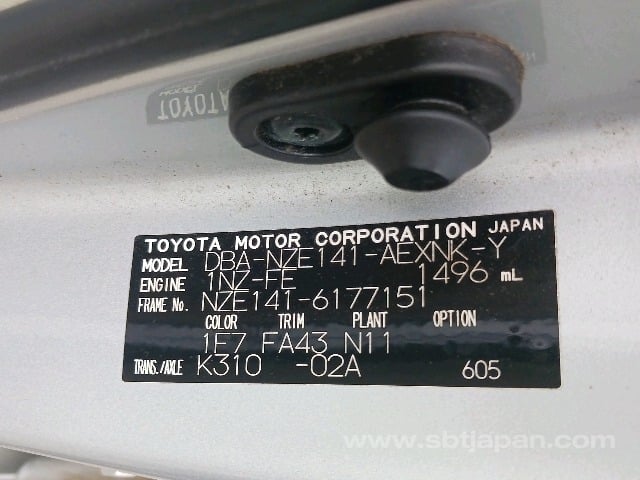 TOYOTA MOTOR CORPORATION JAPAN
MODEL DBA-NZE141-AEXNK-Y
ENGINE 1NZ-FE 1496 mL
FRAME No. NZE141-6177151
COLOR TRIM PLANT OPTION
1E7 FA43 N11
TRANS./AXLE K310 -02A 605
www.sbtjapan.com